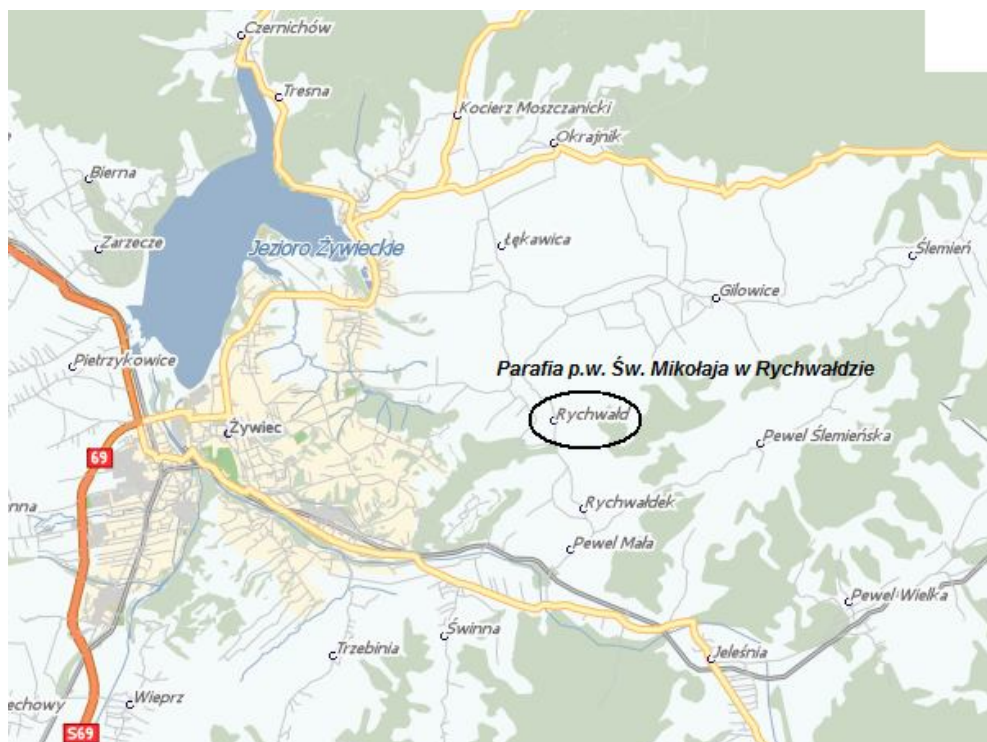 Czernichów
Tresna
Kocierz Moszczanicki
Okrajnik
Bierna
Zarzecze
Jezioro Żywieckie
Łękawica
Ślemień
Gilowice
Pietrzykowice
Parafia p.w. Św. Mikołaja w Rychwałdzie
Rychwałd
Żywiec
Pewel Ślemieńska
69
nna
Rychwałdek
Pewel Mała
Pewel Wielka
Świnna
Trzebinia
Jeleśnia
Wieprz
echowy
S69